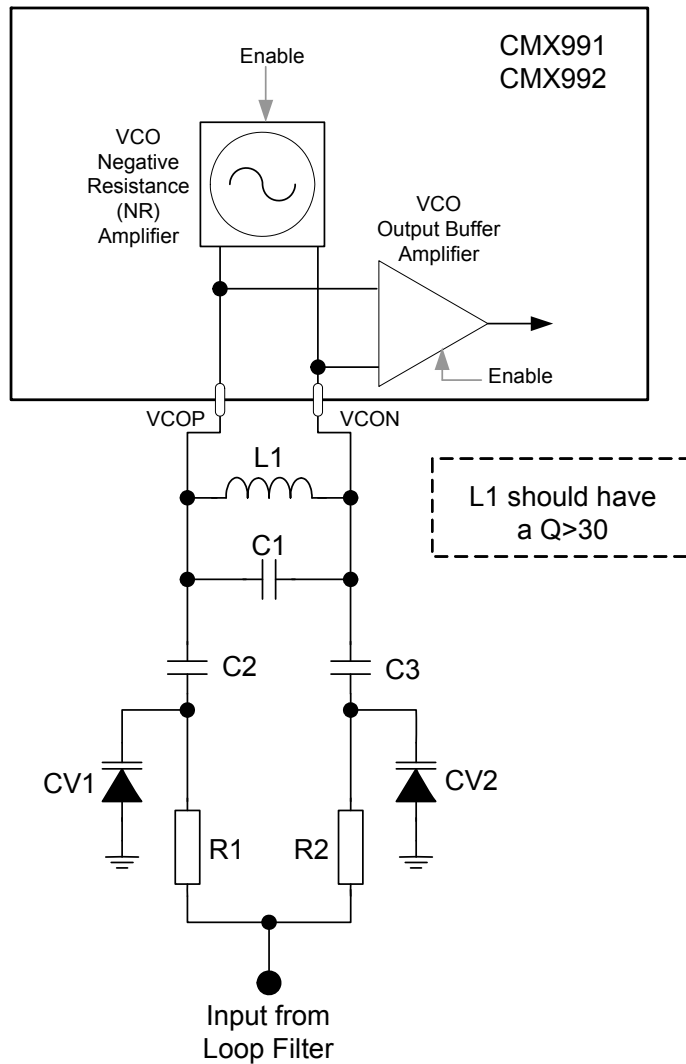 CMX991
CMX992
Enable
VCO
Negative
Resistance
(NR)
Amplifier
VCO
Output Buffer
Amplifier
Enable
VCOP
VCON
L1
L1 should have
a Q>30
C1
C2
C3
CV1
CV2
R1
R2
Input from
Loop Filter